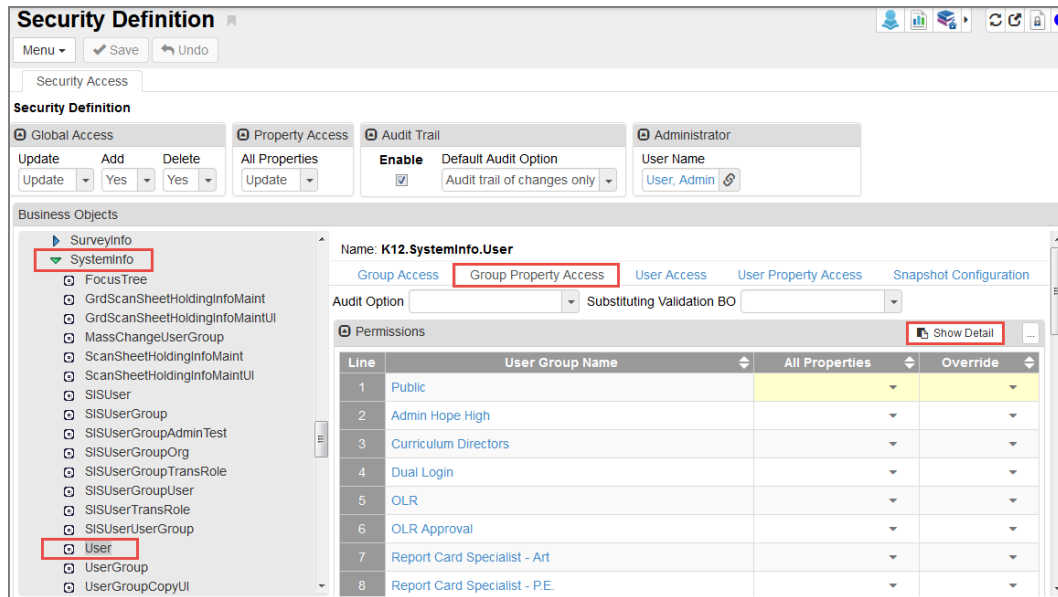 Security Definition
Menu Save Undo
Security Access
Security Definition
Global Access Property Access Audit Trail Administrator
Update Add Delete All Properties Enable Default Audit Option User Name
Update Yes Yes Update Audit trail of changes only User, Admin
Business Objects
SurveyInfo
SystemInfo
FocusTree
GrdScanSheetHoldingInfoMaint
GrdScanSheetHoldingInfoMaintUI
MassChangeUserGroup
ScanSheetHoldingInfoMaint
ScanSheetHoldingInfoMaintUI
SISUser
SISUserGroup
SISUserGroupAdminTest
SISUserGroupOrg
SISUserGroupTransRole
SISUserGroupUser
SISUserTransRole
SISUserUserGroup
User
UserGroup
UserGroupCopyUI
Name: K12.SystemInfo.User
Group Access Group Property Access User Access User Property Access Snapshot Configuration
Audit Option Substituting Validation BO
Permissions Show Detail ...
Line User Group Name All Properties Override
1 Public
2 Admin Hope High
3 Curriculum Directors
4 Dual Login
5 OLR
6 OLR Approval
7 Report Card Specialist - Art
8 Report Card Specialist - P.E.